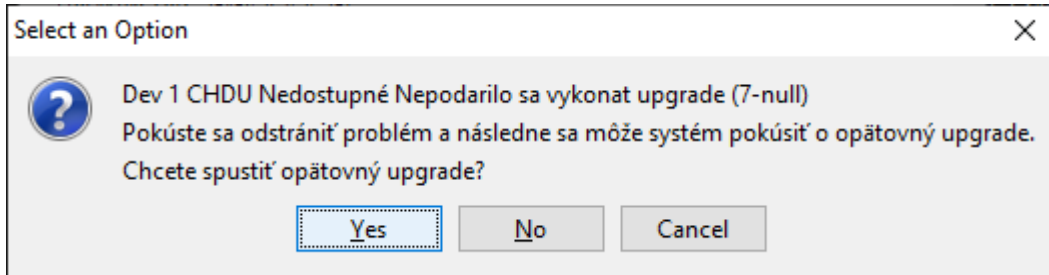 Select an Option
Dev 1 CHDU Nedostupné Nepodarilo sa vykonat upgrade (7-null)
Pokúste sa odstrániť problém a následne sa môže systém pokúsiť o opätovný upgrade.
Chcete spustiť opätovný upgrade?
Yes No Cancel